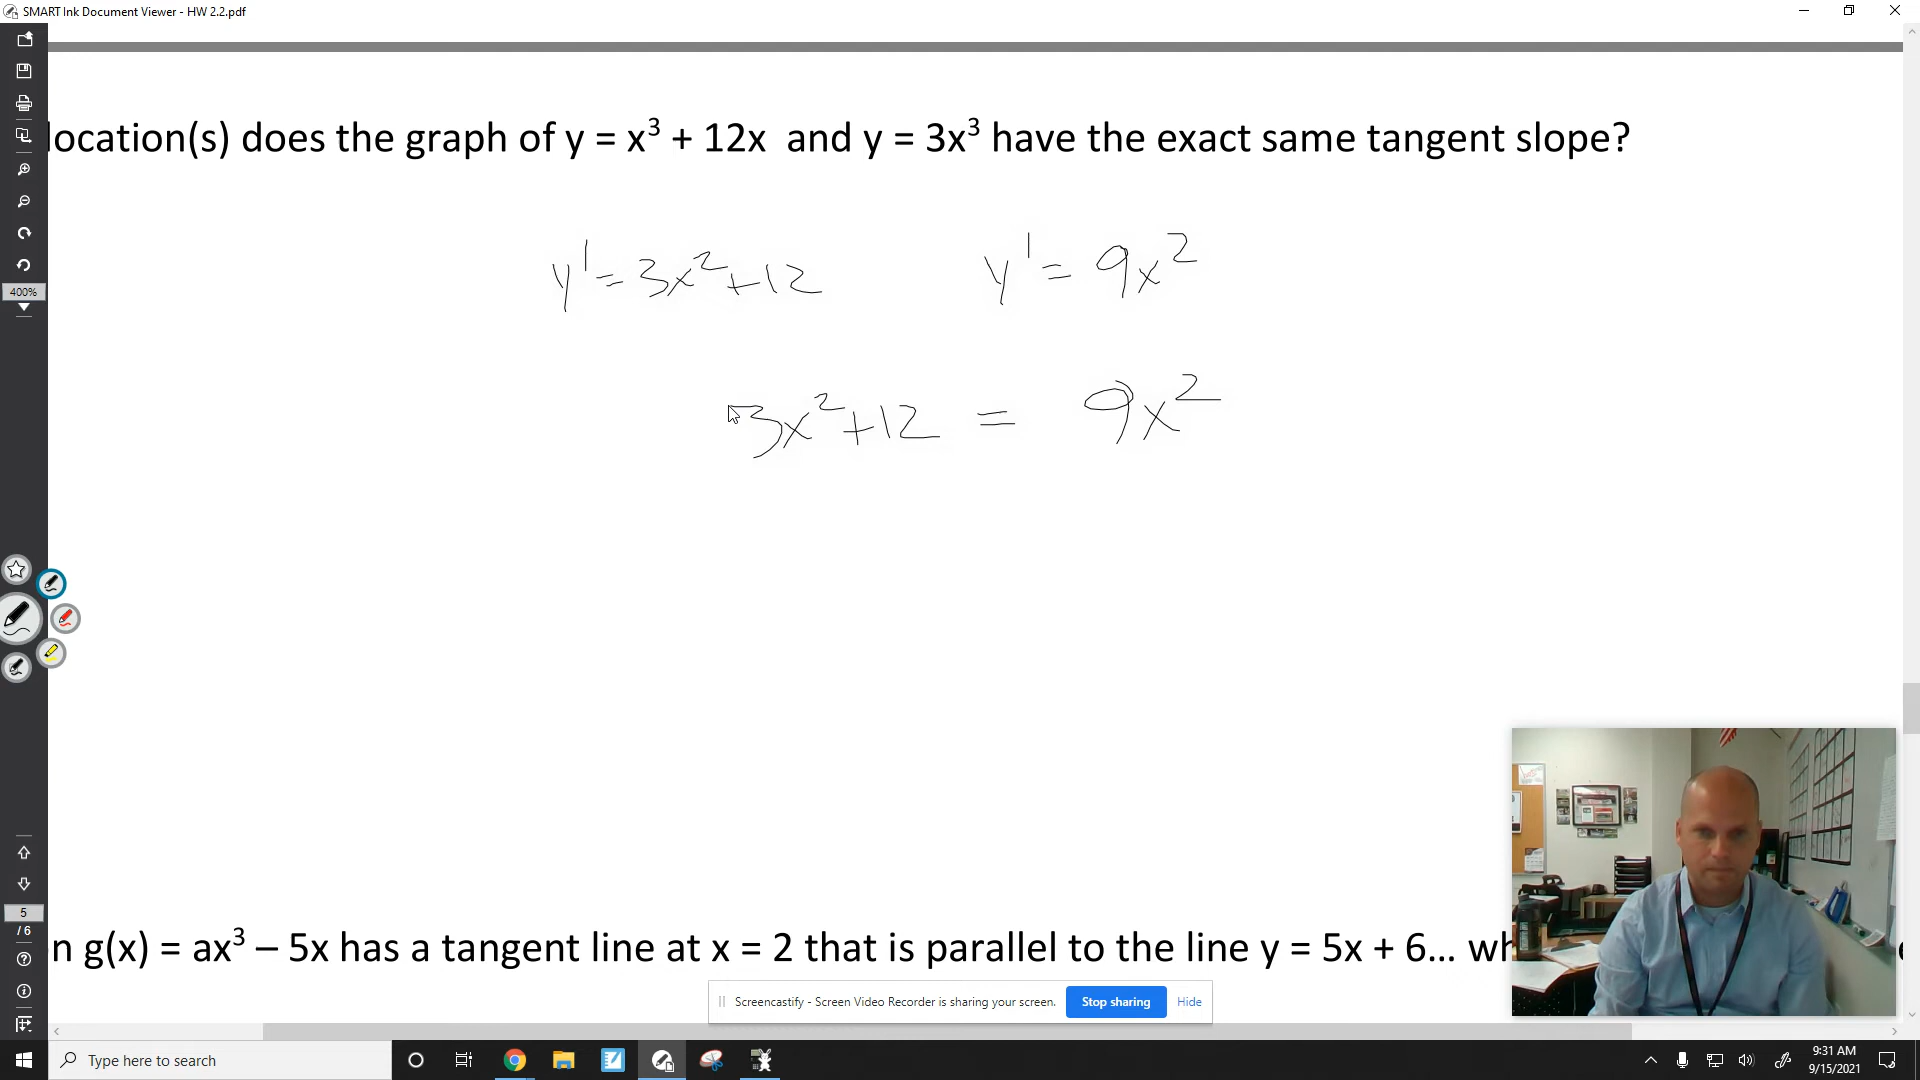 SMART Ink Document Viewer - HW 2.2.pdf
location(s) does the graph of y = x³ + 12x and y = 3x³ have the exact same tangent slope?
y' = 3x² + 12 y' = 9x²
400%
3x² + 12 = 9x²
5
/ 6
n g(x) = ax³ – 5x has a tangent line at x = 2 that is parallel to the line y = 5x + 6… wh
Screencastify - Screen Video Recorder is sharing your screen. Stop sharing Hide
Type here to search
9:31 AM
9/15/2021